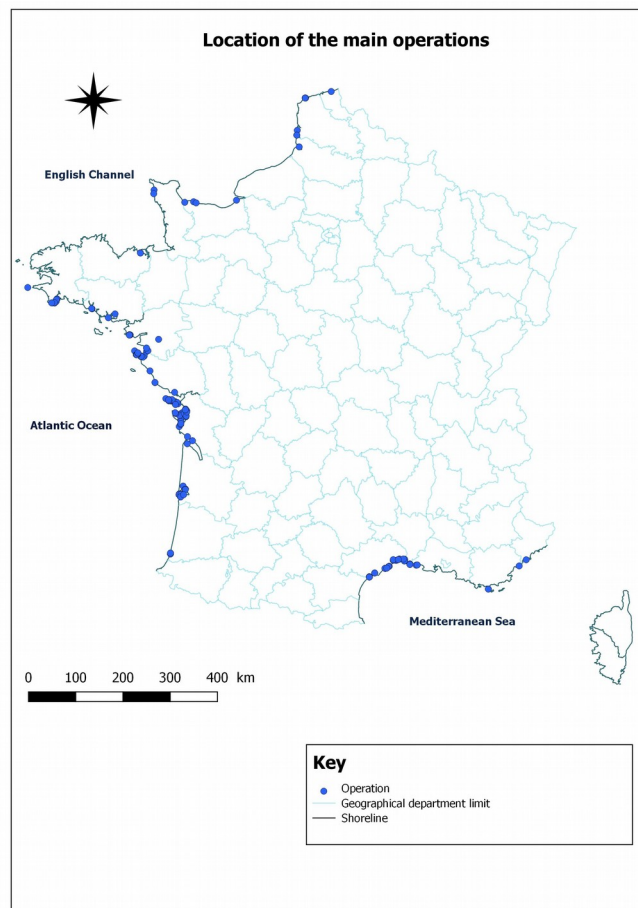 Location of the main operations
English Channel
Atlantic Ocean
Mediterranean Sea
0 100 200 300 400 km
Key
Operation
Geographical department limit
Shoreline